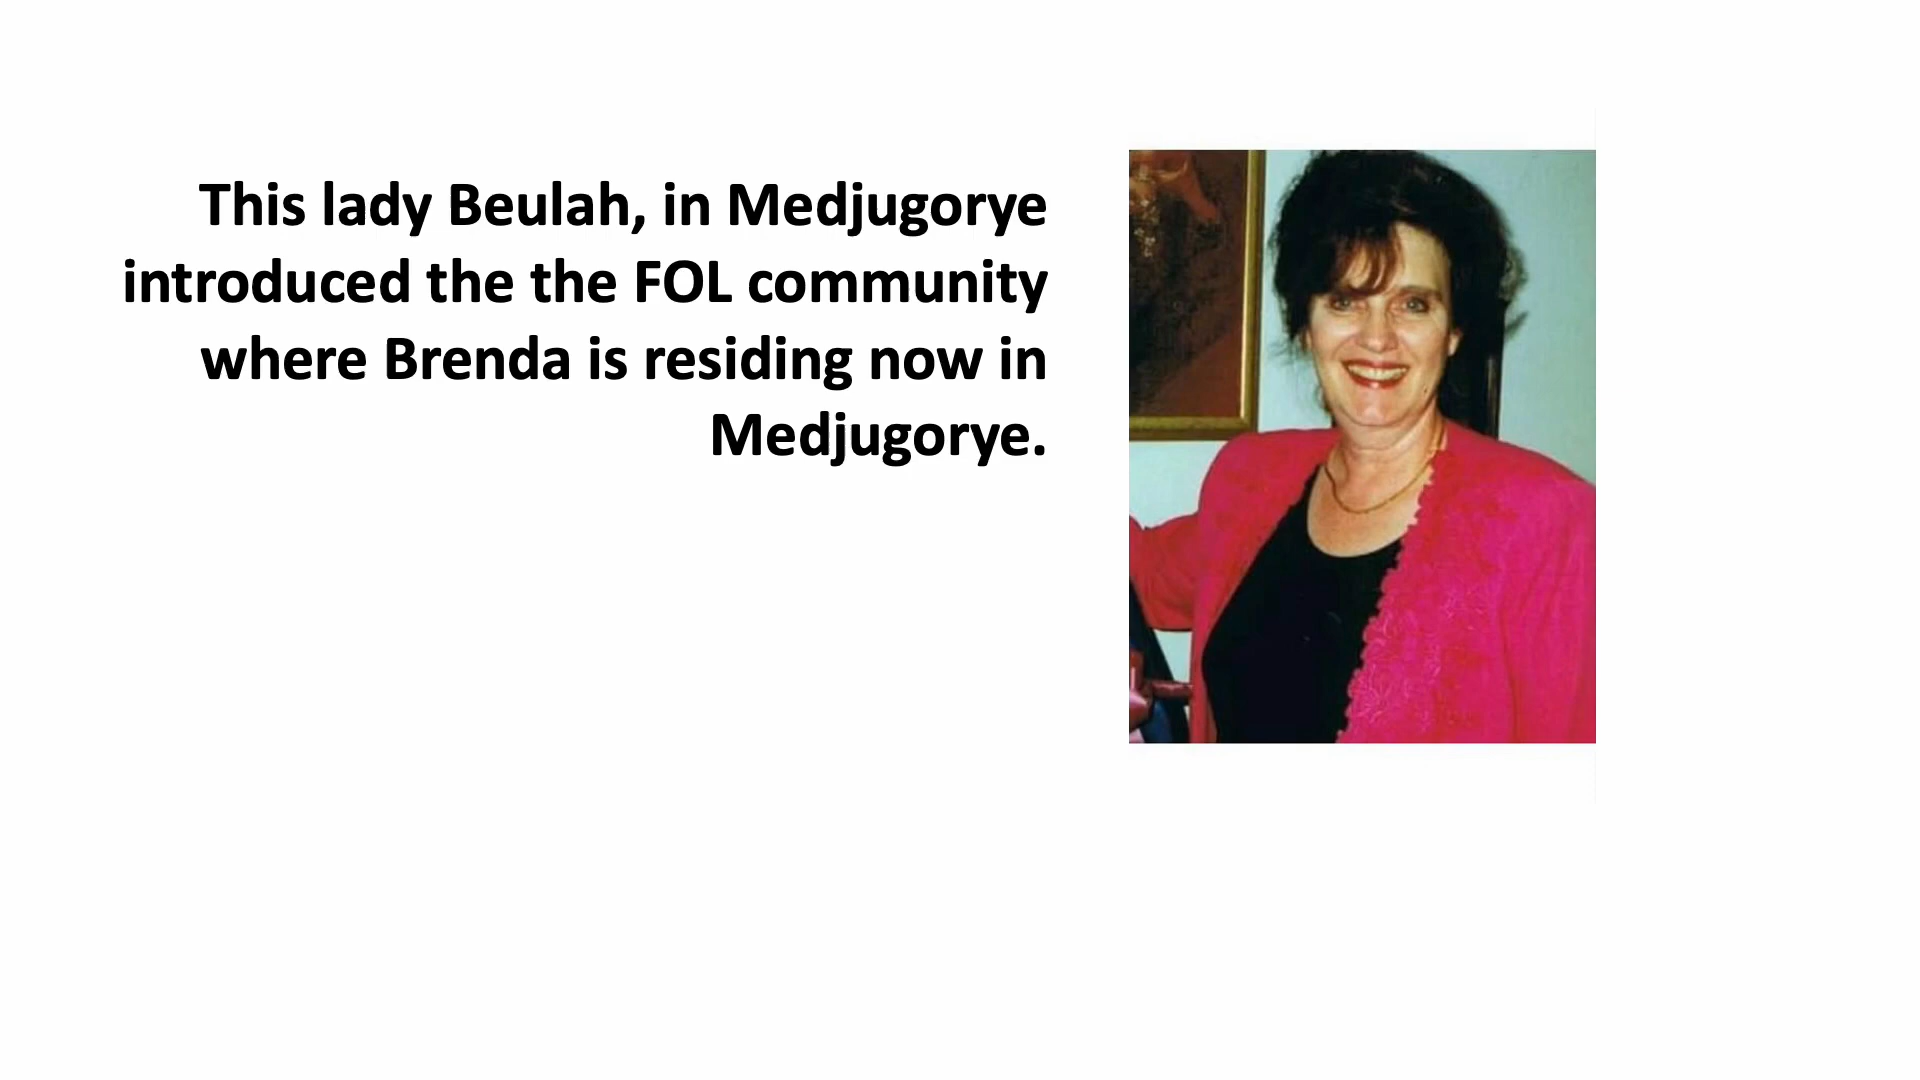 This lady Beulah, in Medjugorye
introduced the the FOL community
where Brenda is residing now in
Medjugorye.